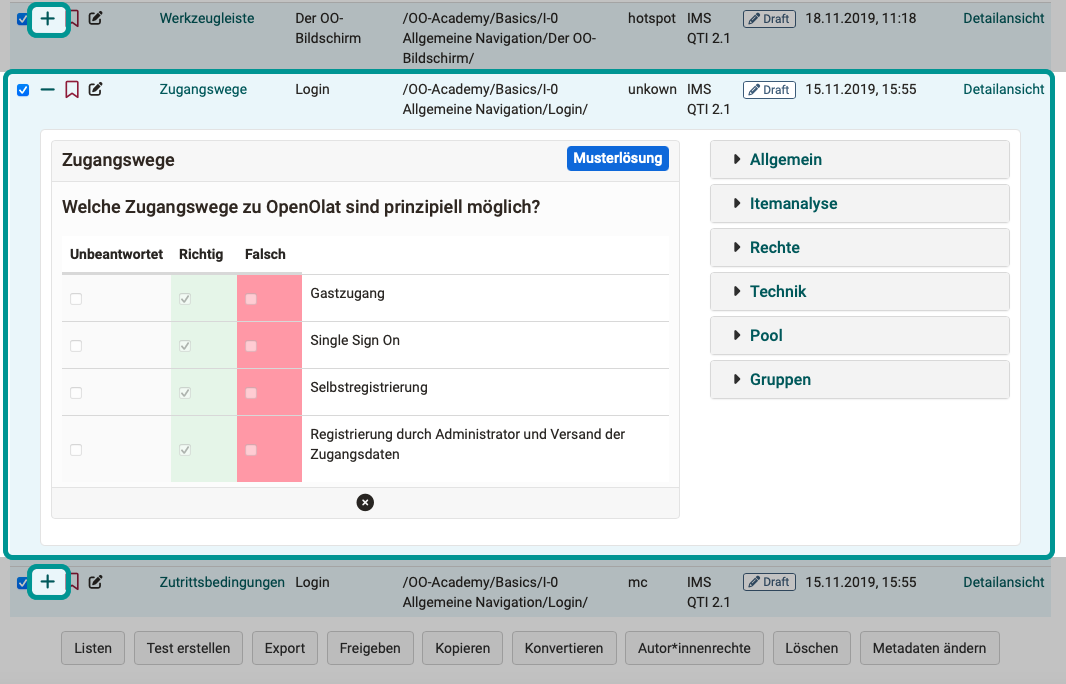 Werkzeugleiste Der OO- /OO-Academy/Basics/I-0 hotspot IMS Draft 18.11.2019, 11:18 Detailansicht
Bildschirm Allgemeine Navigation/Der OO- QTI 2.1
Bildschirm/
Zugangswege Login /OO-Academy/Basics/I-0 unkown IMS Draft 15.11.2019, 15:55 Detailansicht
Allgemeine Navigation/Login/ QTI 2.1
Zugangswege Musterlösung
Welche Zugangswege zu OpenOlat sind prinzipiell möglich?
Unbeantwortet Richtig Falsch
Gastzugang
Single Sign On
Selbstregistrierung
Registrierung durch Administrator und Versand der
Zugangsdaten
Allgemein
Itemanalyse
Rechte
Technik
Pool
Gruppen
Zutrittsbedingungen Login /OO-Academy/Basics/I-0 mc IMS Draft 15.11.2019, 15:55 Detailansicht
Allgemeine Navigation/Login/ QTI 2.1
Listen Test erstellen Export Freigeben Kopieren Konvertieren Autor*innenrechte Löschen Metadaten ändern